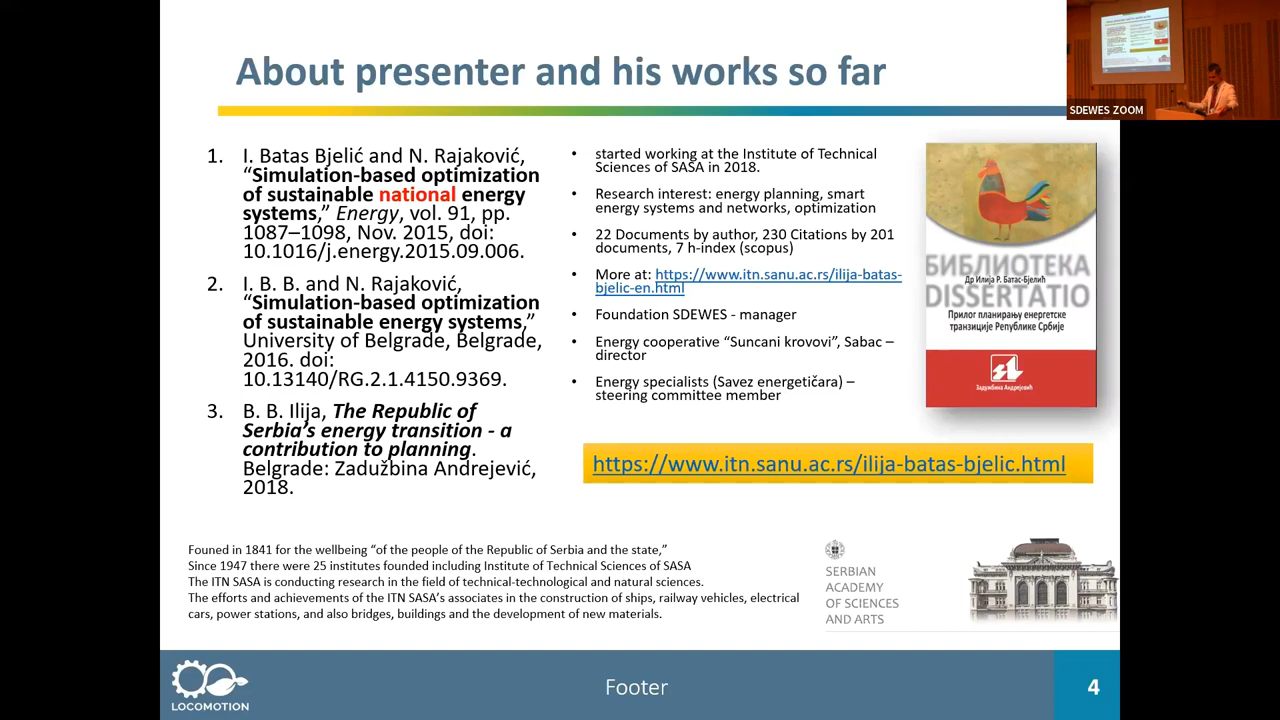 About presenter and his works so far
SDEWES ZOOM
1. I. Batas Bjelić and N. Rajaković,
“Simulation-based optimization
of sustainable national energy
systems,” Energy, vol. 91, pp.
1087–1098, Nov. 2015, doi:
10.1016/j.energy.2015.09.006.
2. I. B. B. and N. Rajaković,
“Simulation-based optimization
of sustainable energy systems,”
University of Belgrade, Belgrade,
2016. doi:
10.13140/RG.2.1.4150.9369.
3. B. B. Ilija, The Republic of
Serbia’s energy transition - a
contribution to planning.
Belgrade: Zadužbina Andrejević,
2018.
• started working at the Institute of Technical
Sciences of SASA in 2018.
• Research interest: energy planning, smart
energy systems and networks, optimization
• 22 Documents by author, 230 Citations by 201
documents, 7 h-index (scopus)
• More at: https://www.itn.sanu.ac.rs/ilija-batas-
bjelic-en.html
• Foundation SDEWES - manager
• Energy cooperative “Suncani krovovi”, Sabac –
director
• Energy specialists (Savez energetičara) –
steering committee member
БИБЛИОТЕКА
Др Илија Р. Батас-Бјелић
DISSERTATIO
Прилог планирању енергетске
транзиције Републике Србије
Задужбина Андрејевић
https://www.itn.sanu.ac.rs/ilija-batas-bjelic.html
Founed in 1841 for the wellbeing “of the people of the Republic of Serbia and the state,”
Since 1947 there were 25 institutes founded including Institute of Technical Sciences of SASA
The ITN SASA is conducting research in the field of technical-technological and natural sciences.
The efforts and achievements of the ITN SASA’s associates in the construction of ships, railway vehicles, electrical
cars, power stations, and also bridges, buildings and the development of new materials.
SERBIAN
ACADEMY
OF SCIENCES
AND ARTS
LOCOMOTION
Footer
4